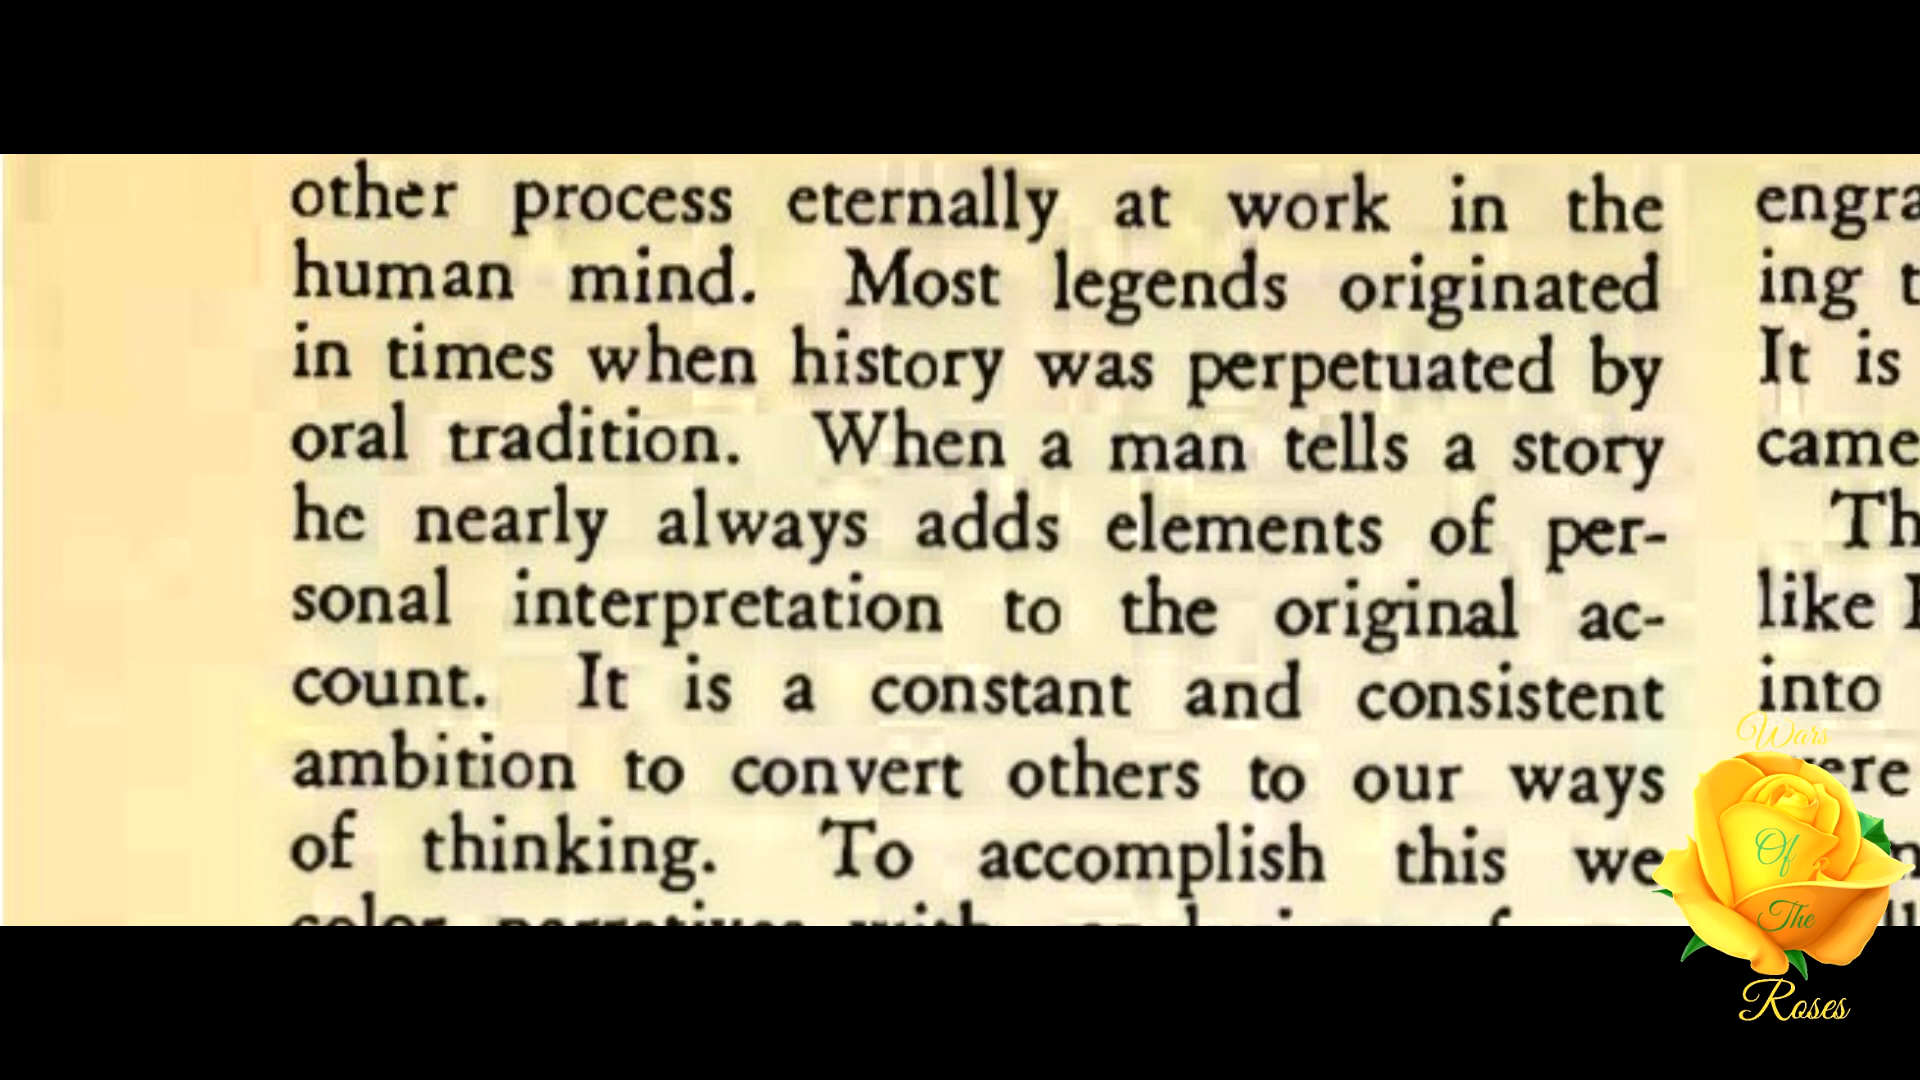 other process eternally at work in the
human mind. Most legends originated
in times when history was perpetuated by
oral tradition. When a man tells a story
he nearly always adds elements of per-
sonal interpretation to the original ac-
count. It is a constant and consistent
ambition to convert others to our ways
of thinking. To accomplish this we
color narratives with
ing
It is
came
like
into
Wars
Of
The
Roses